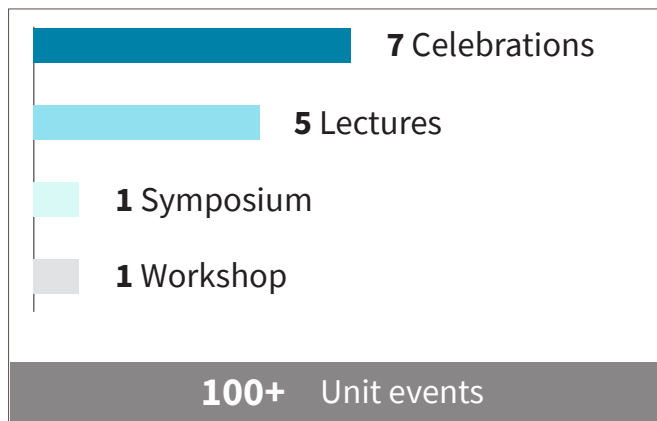 7 Celebrations
5 Lectures
1 Symposium
1 Workshop
100+ Unit events